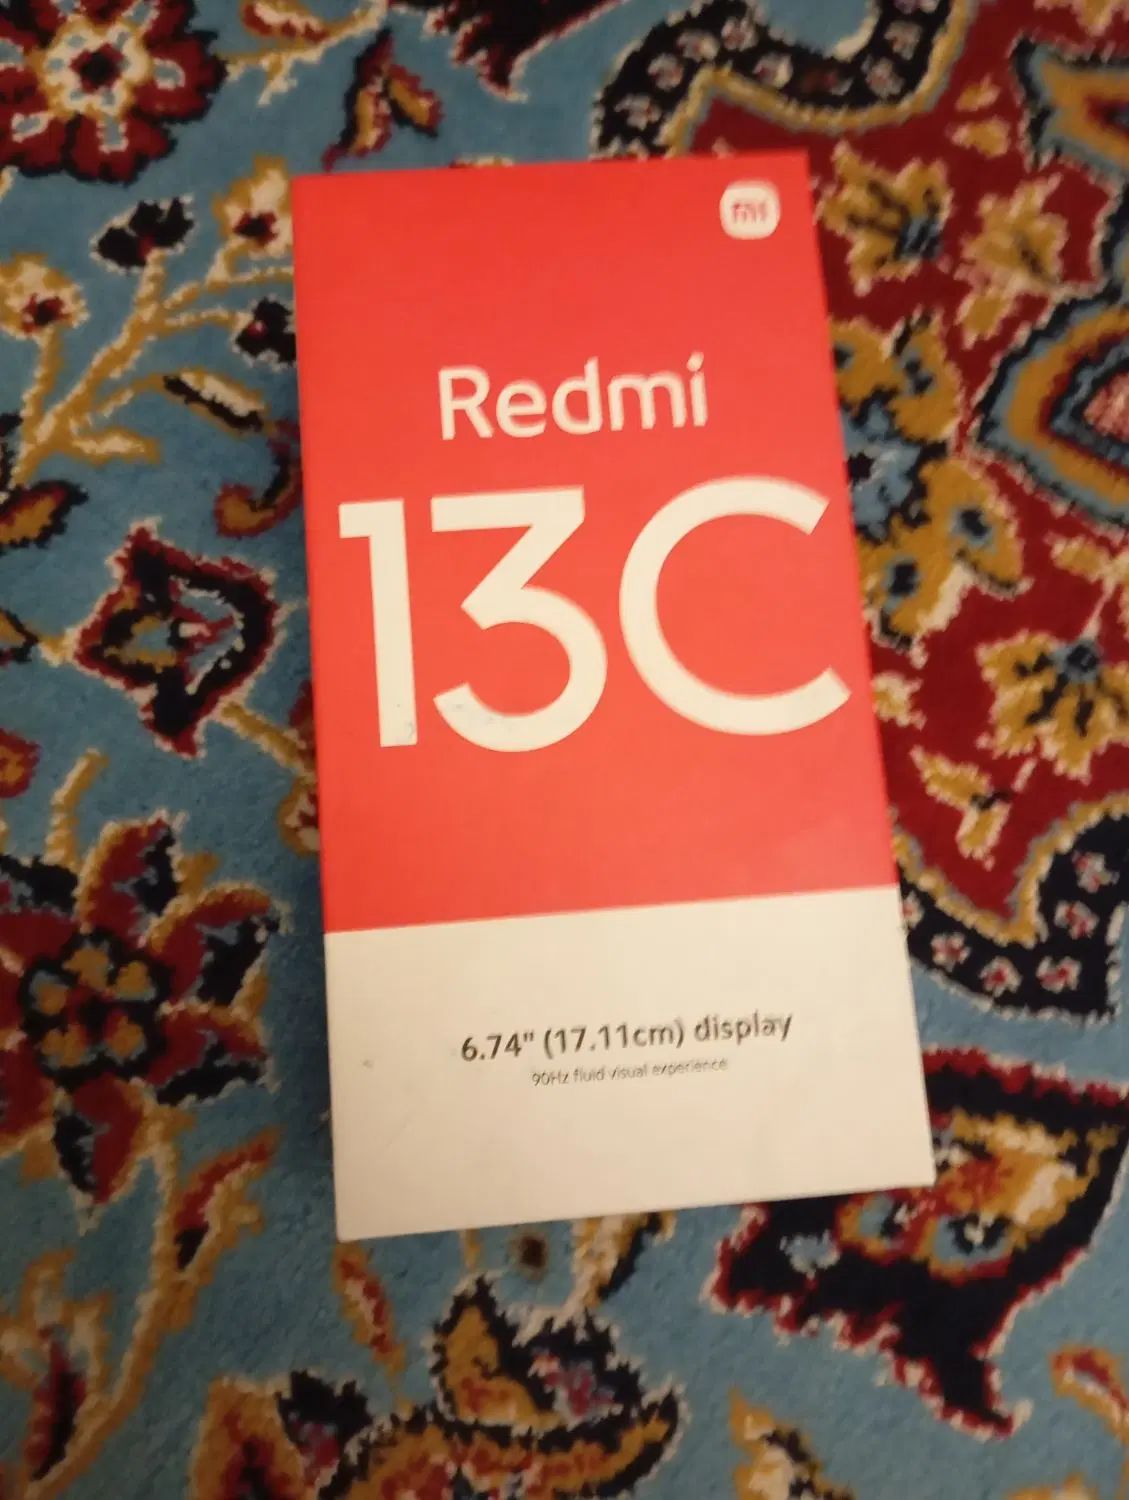 mi
Redmi
13C
6.74" (17.11cm) display
90Hz fluid visual experience